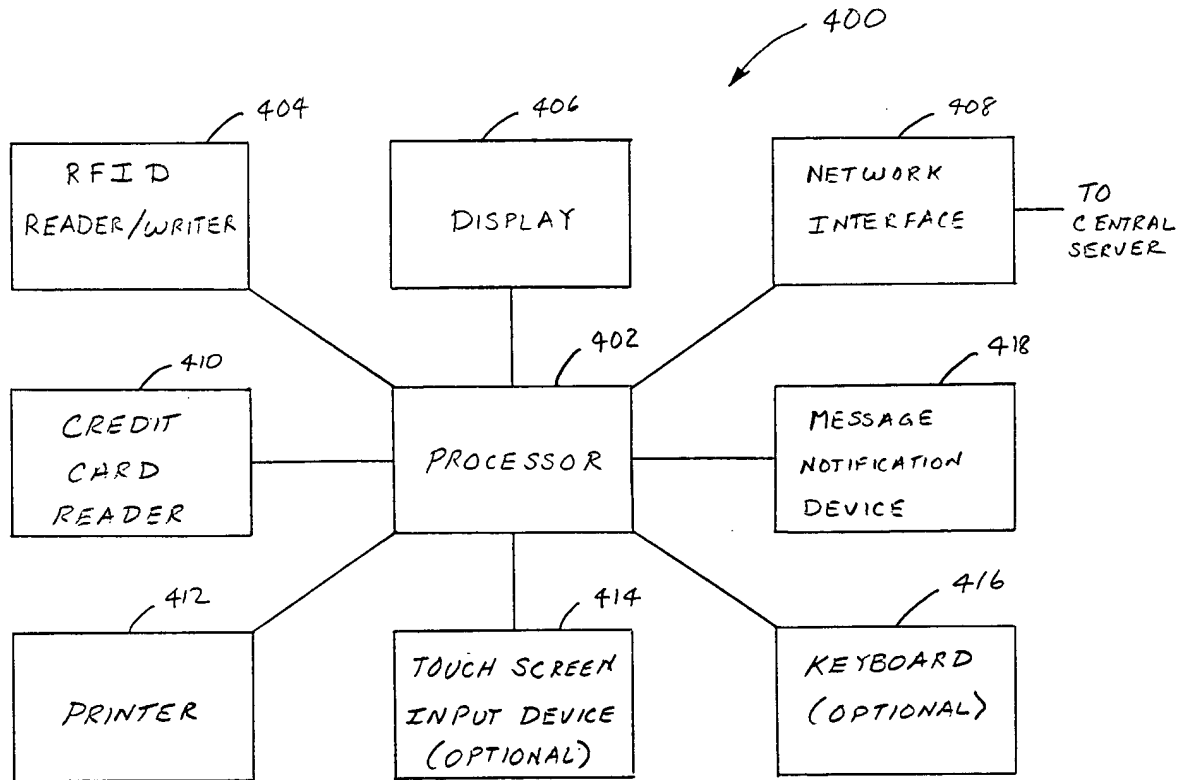 400
404
RFID
READER/WRITER
406
DISPLAY
408
NETWORK
INTERFACE
TO
CENTRAL
SERVER
410
CREDIT
CARD
READER
402
PROCESSOR
418
MESSAGE
NOTIFICATION
DEVICE
412
PRINTER
414
TOUCH SCREEN
INPUT DEVICE
(OPTIONAL)
416
KEYBOARD
(OPTIONAL)